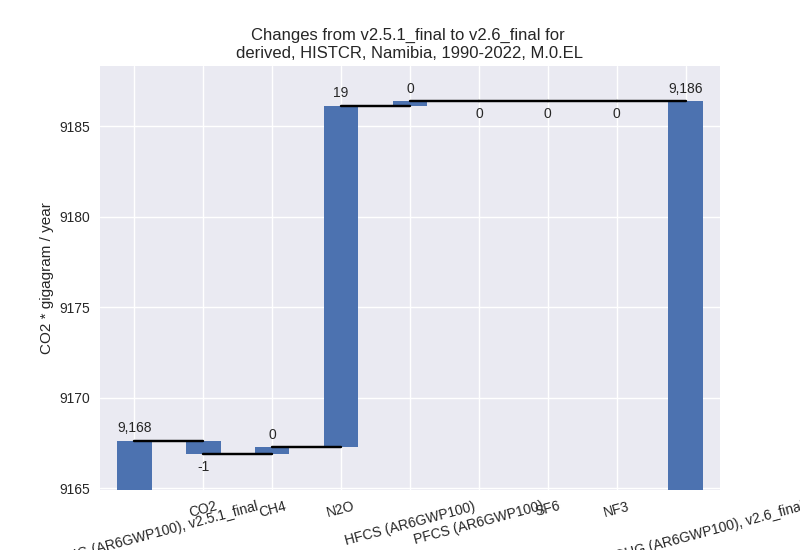 Changes from v2.5.1_final to v2.6_final for
derived, HISTCR, Namibia, 1990-2022, M.0.EL
CO2 * gigagram / year
9185
9180
9175
9170
9165
9,168
-1
0
19
0
0
0
0
9,186
(AR6GWP100), v2.5.1_final
CO2
CH4
N2O
HFCS (AR6GWP100)
PFCS (AR6GWP100)
SF6
NF3
(AR6GWP100), v2.6_fina